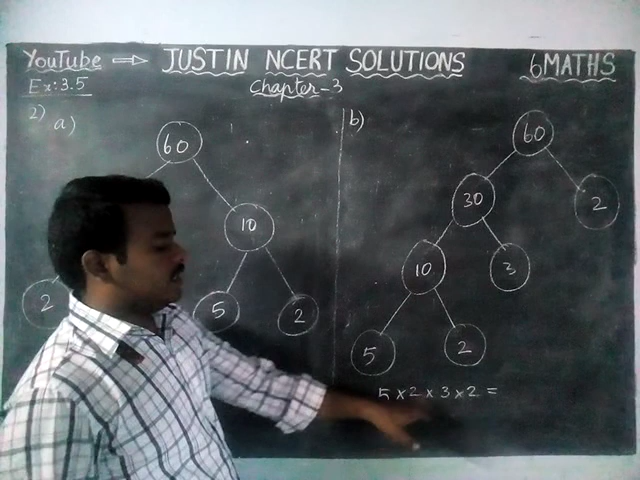 YouTube ⇒ JUSTIN NCERT SOLUTIONS 6MATHS
Ex:3.5 Chapter-3
2) a) b)
60 60
30 2
10
10 3
2 5 2
5 2
5 × 2 × 3 × 2 =